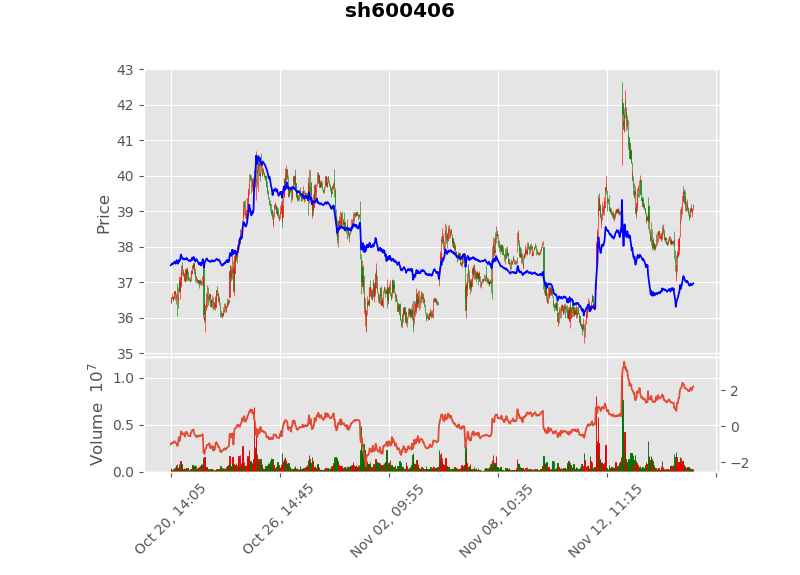 sh600406
43
42
41
40
39
38
37
36
35
Price
1.0
0.5
0.0
Volume 10^7
2
0
−2
Oct 20, 14:05
Oct 26, 14:45
Nov 02, 09:55
Nov 08, 10:35
Nov 12, 11:15